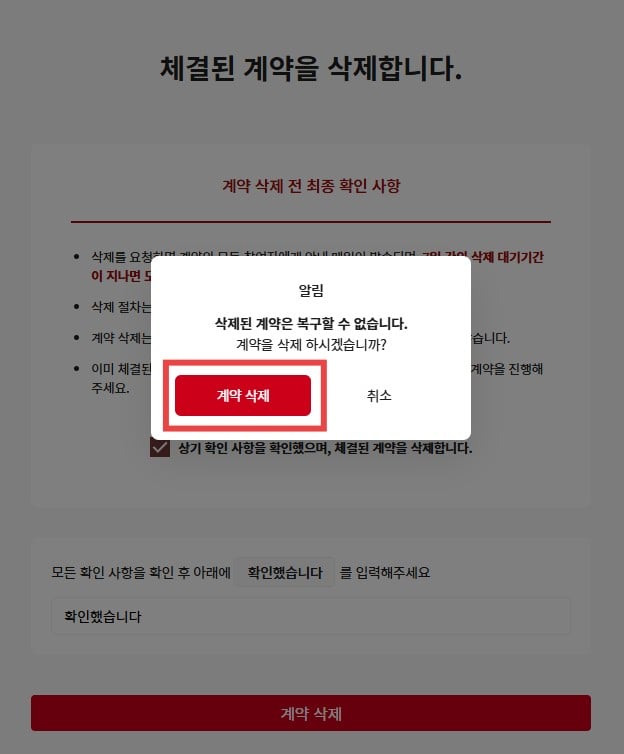 체결된 계약을 삭제합니다.
계약 삭제 전 최종 확인 사항
삭제를 요청하면 계약의 모든 참여자에게 안내 메일이 발송되며, 7일 간의 삭제 대기기간
이 지나면 모
삭제 절차는
계약 삭제는 습니다.
이미 체결된 계약을 진행해
주세요.
알림
삭제된 계약은 복구할 수 없습니다.
계약을 삭제 하시겠습니까?
계약 삭제 취소
상기 확인 사항을 확인했으며, 체결된 계약을 삭제합니다.
모든 확인 사항을 확인 후 아래에 확인했습니다 를 입력해주세요
확인했습니다
계약 삭제